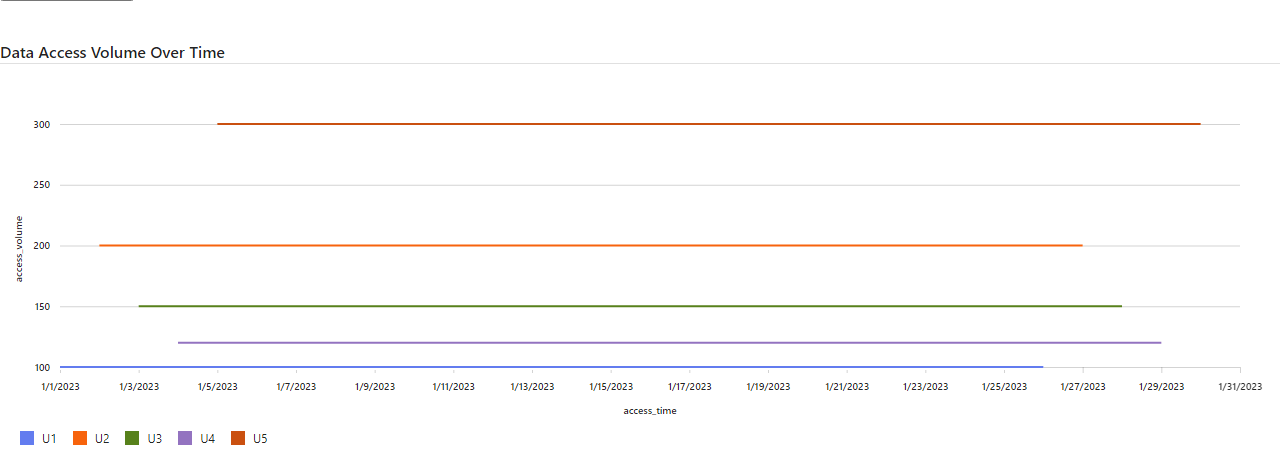 Data Access Volume Over Time
300
250
200
150
100
access_volume
1/1/2023 1/3/2023 1/5/2023 1/7/2023 1/9/2023 1/11/2023 1/13/2023 1/15/2023 1/17/2023 1/19/2023 1/21/2023 1/23/2023 1/25/2023 1/27/2023 1/29/2023 1/31/2023
access_time
U1 U2 U3 U4 U5